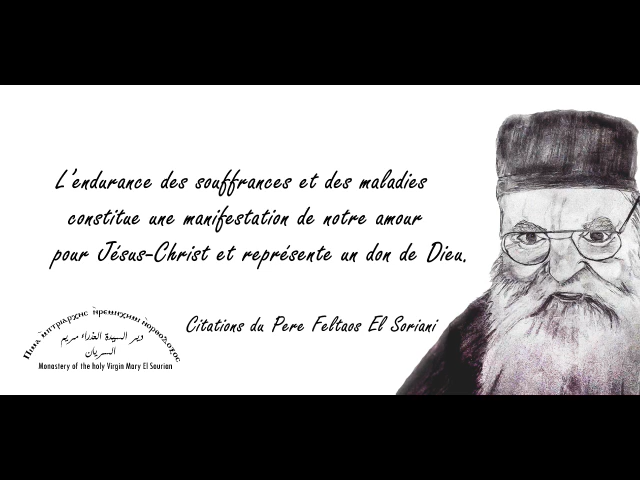 L'endurance des souffrances et des maladies
constitue une manifestation de notre amour
pour Jésus-Christ et représente un don de Dieu.
Citations du Pere Feltaos El Soriani
دير السيدة العذراء مريم
السريان
Monastery of the holy Virgin Mary El Saurian